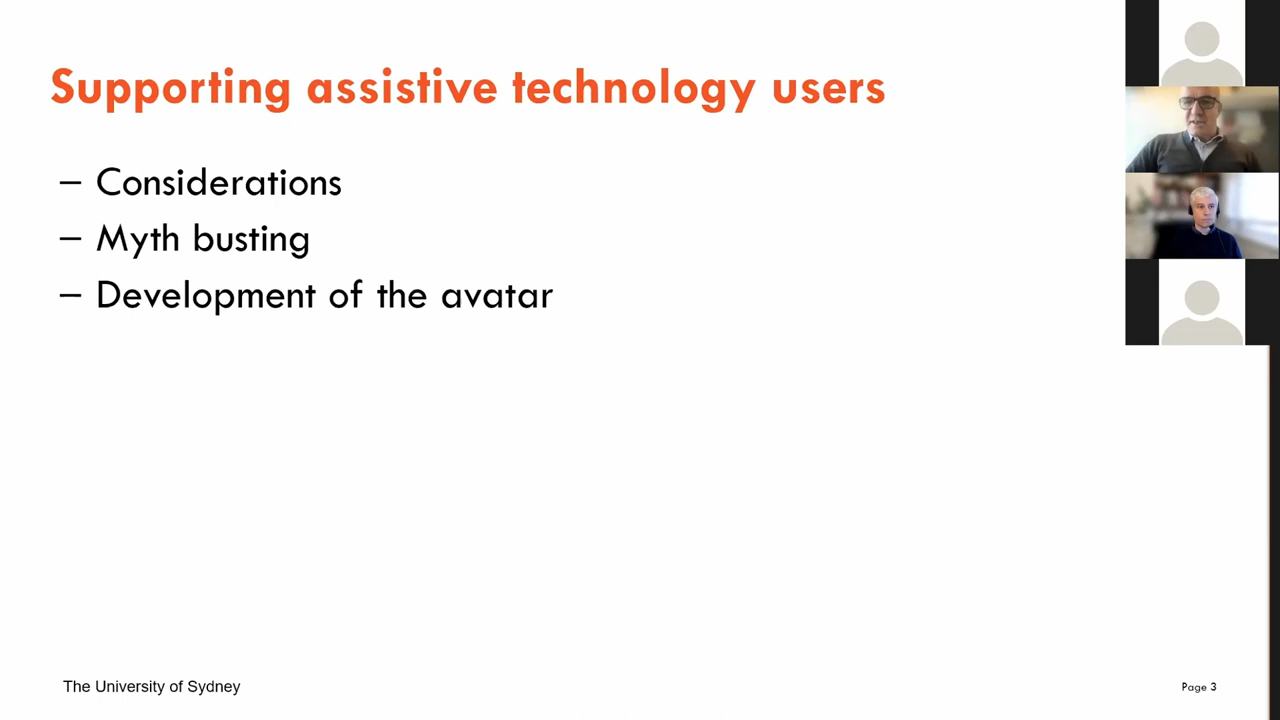 Supporting assistive technology users
– Considerations
– Myth busting
– Development of the avatar
The University of Sydney
Page 3